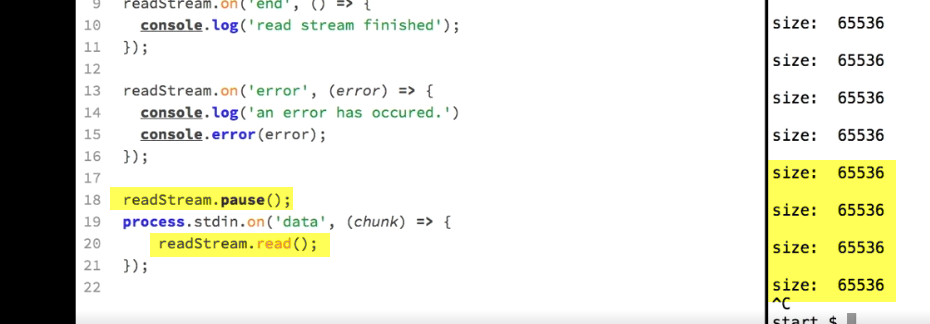 9 readStream.on('end', () => {
10 console.log('read stream finished');
11 });
12
13 readStream.on('error', (error) => {
14 console.log('an error has occured.')
15 console.error(error);
16 });
17
18 readStream.pause();
19 process.stdin.on('data', (chunk) => {
20 readStream.read();
21 });
22
size: 65536
size: 65536
size: 65536
size: 65536
size: 65536
size: 65536
size: 65536
size: 65536
^C
start $